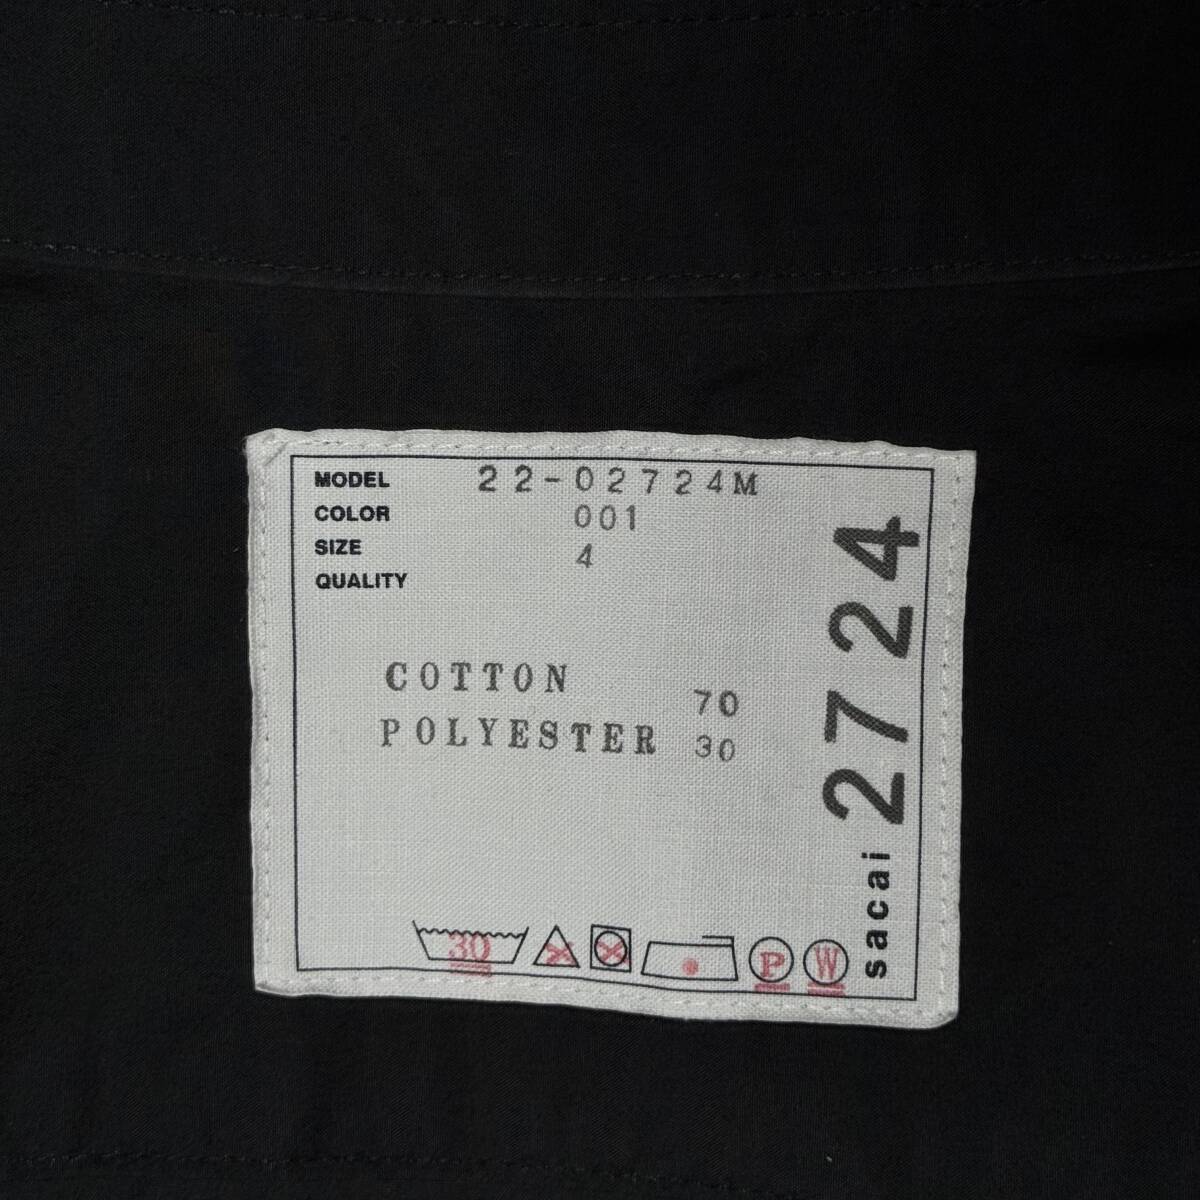 MODEL 22-02724M
COLOR 001
SIZE 4
QUALITY
COTTON 70
POLYESTER 30
30
P
W
sacai 2724